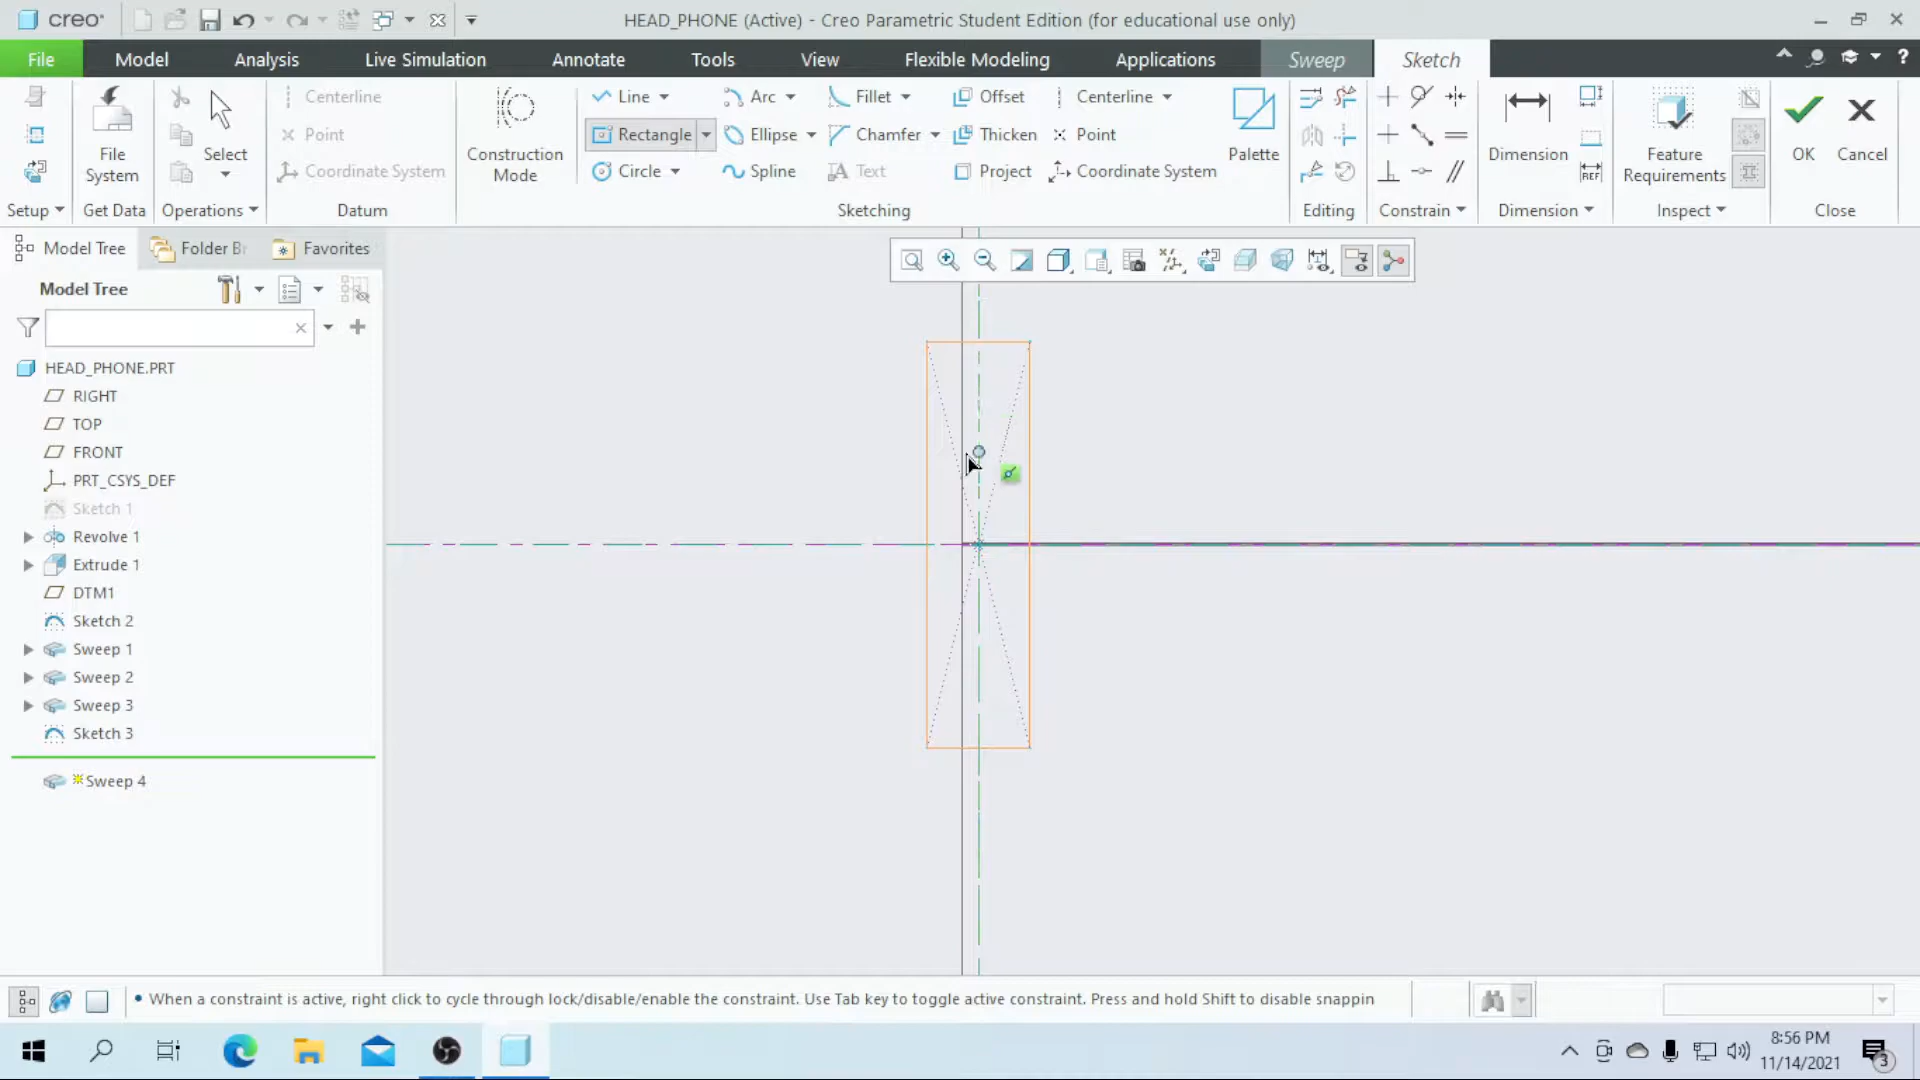 creo®
HEAD_PHONE (Active) - Creo Parametric Student Edition (for educational use only)
File Model Analysis Live Simulation Annotate Tools View Flexible Modeling Applications Sweep Sketch
Centerline Line Arc Fillet Offset Centerline
Point Rectangle Ellipse Chamfer Thicken Point
Coordinate System Circle Spline Text Project Coordinate System
File System
Select
Construction Mode
Palette
Dimension
REF
Feature Requirements
OK
Cancel
Setup Get Data Operations Datum Sketching Editing Constrain Dimension Inspect Close
Model Tree Folder Br Favorites
Model Tree
HEAD_PHONE.PRT
RIGHT
TOP
FRONT
PRT_CSYS_DEF
Sketch 1
Revolve 1
Extrude 1
DTM1
Sketch 2
Sweep 1
Sweep 2
Sweep 3
Sketch 3
Sweep 4
• When a constraint is active, right click to cycle through lock/disable/enable the constraint. Use Tab key to toggle active constraint. Press and hold Shift to disable snappin
8:56 PM
11/14/2021
3